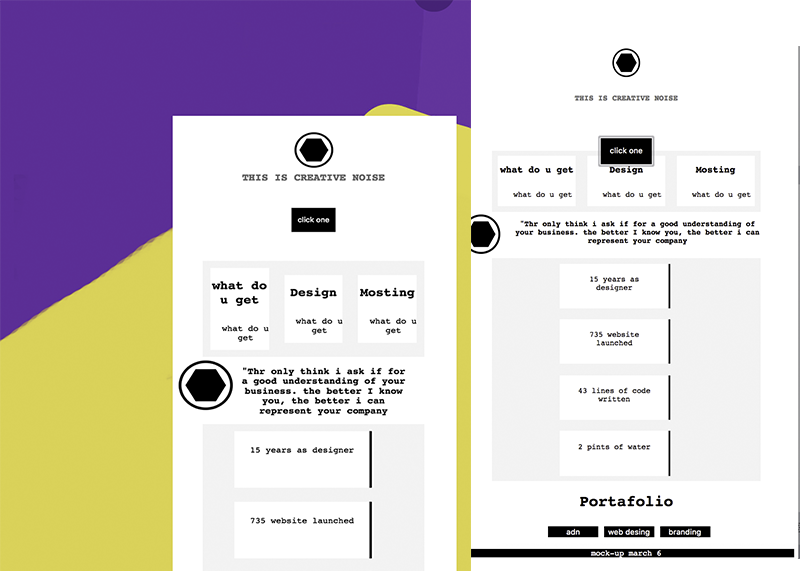 THIS IS CREATIVE NOISE
click one
what do
u get
Design
Mosting
what do u
get
what do u
get
what do u
get
"Thr only think i ask if for
a good understanding of your
business. the better I know
you, the better i can
represent your company
15 years as designer
735 website launched
THIS IS CREATIVE NOISE
click one
what do u get
Design
Mosting
what do u get
what do u get
what do u get
"Thr only think i ask if for a good understanding of
your business. the better I know you, the better i can
represent your company
15 years as
designer
735 website
launched
43 lines of code
written
2 pints of water
Portafolio
adn
web desing
branding
mock-up march 6